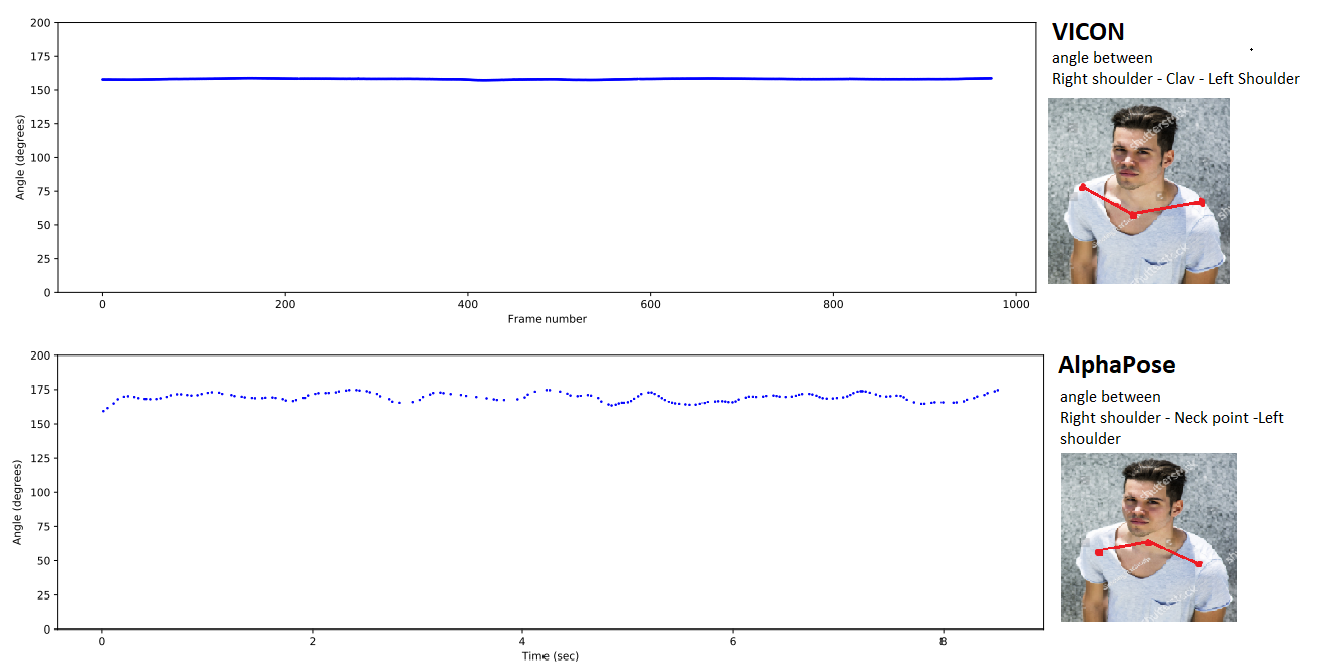 VICON
angle between
Right shoulder - Clav - Left Shoulder
200
175
150
125
100
75
50
25
0
Angle (degrees)
0 200 400 600 800 1000
Frame number
AlphaPose
angle between
Right shoulder - Neck point -Left
shoulder
200
175
150
125
100
75
50
25
0
Angle (degrees)
0 2 4 6 8
Time (sec)